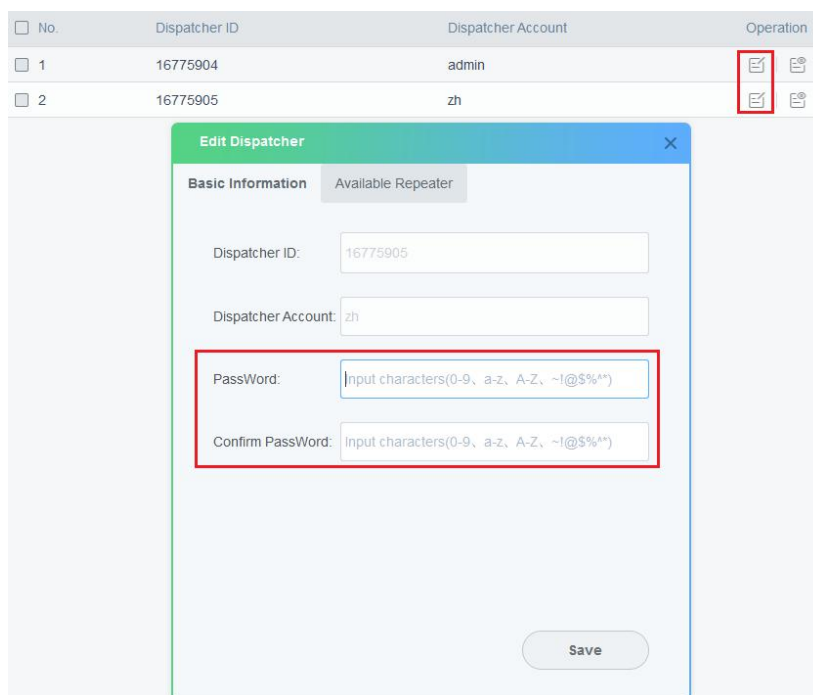 No. Dispatcher ID Dispatcher Account Operation
1 16775904 admin
2 16775905 zh
Edit Dispatcher
Basic Information Available Repeater
Dispatcher ID: 16775905
Dispatcher Account: zh
PassWord: Input characters(0-9、a-z、A-Z、~!@$%^*)
Confirm PassWord: Input characters(0-9、a-z、A-Z、~!@$%^*)
Save